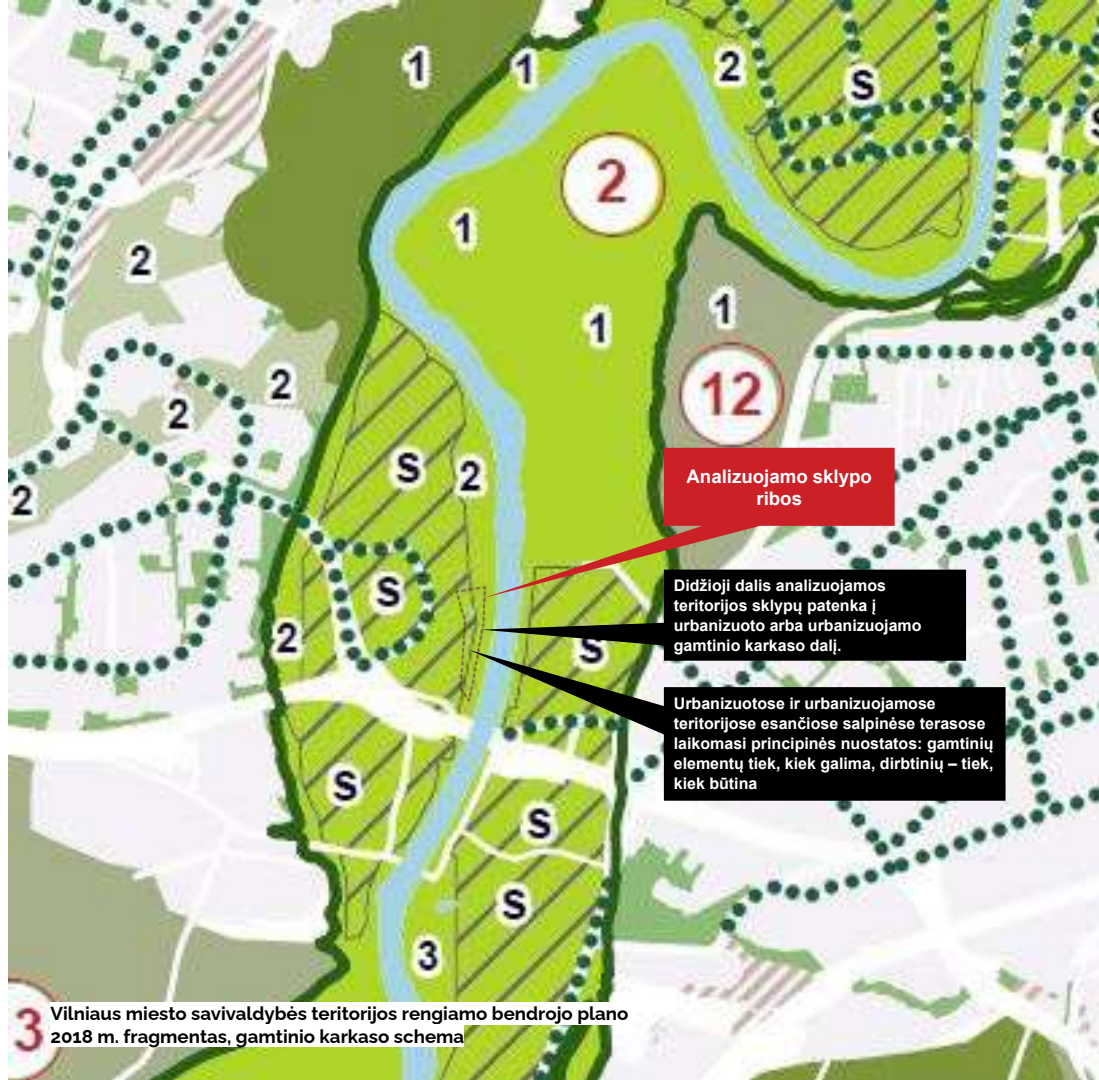 1
1
2
S
S
2
1
2
1
1
2
12
2
2
S
2
2
Analizuojamo sklypo
ribos
Didžioji dalis analizuojamos
teritorijos sklypų patenka į
urbanizuoto arba urbanizuojamo
gamtinio karkaso dalį.
S
2
S
Urbanizuotose ir urbanizuojamose
teritorijose esančiose salpinėse terasose
laikomasi principinės nuostatos: gamtinių
elementų tiek, kiek galima, dirbtinių – tiek,
kiek būtina
S
S
S
3
3
Vilniaus miesto savivaldybės teritorijos rengiamo bendrojo plano
2018 m. fragmentas, gamtinio karkaso schema